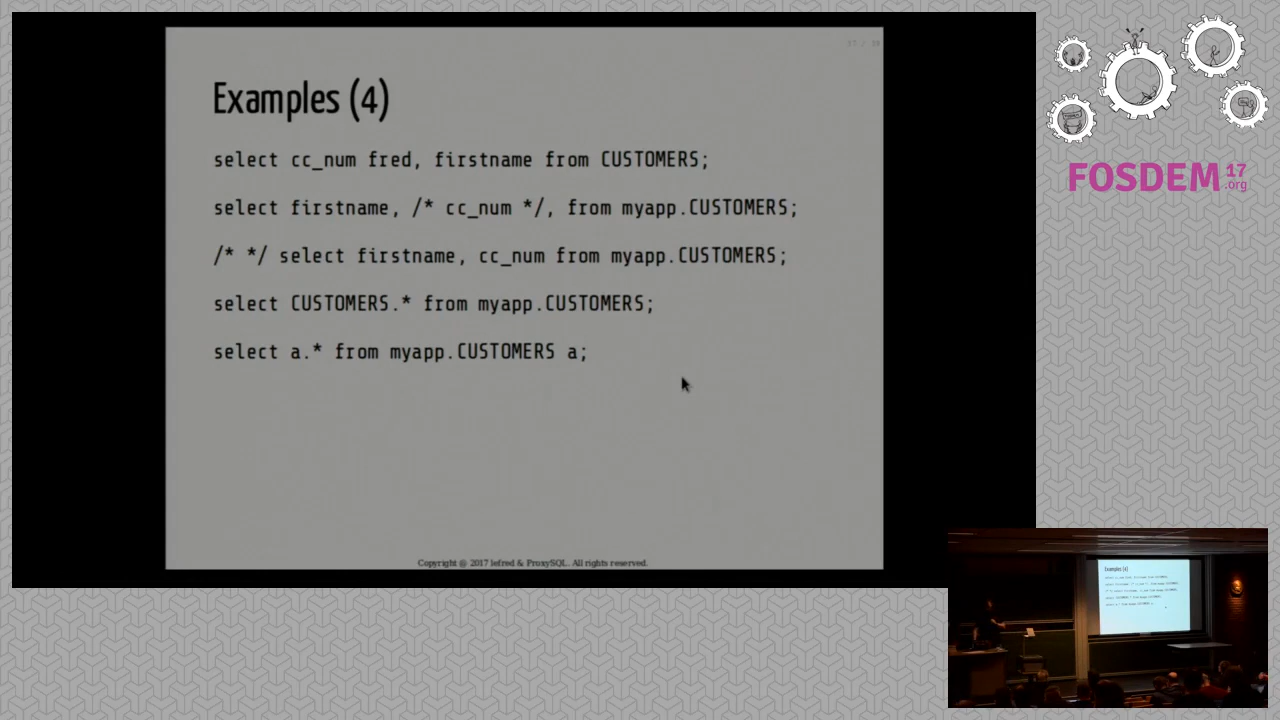 Examples (4)
select cc_num fred, firstname from CUSTOMERS;
select firstname, /* cc_num */, from myapp.CUSTOMERS;
/* */ select firstname, cc_num from myapp.CUSTOMERS;
select CUSTOMERS.* from myapp.CUSTOMERS;
select a.* from myapp.CUSTOMERS a;
Copyright @ 2017 lefred & ProxySQL. All rights reserved.
FOSDEM 17
.org
Examples (4)